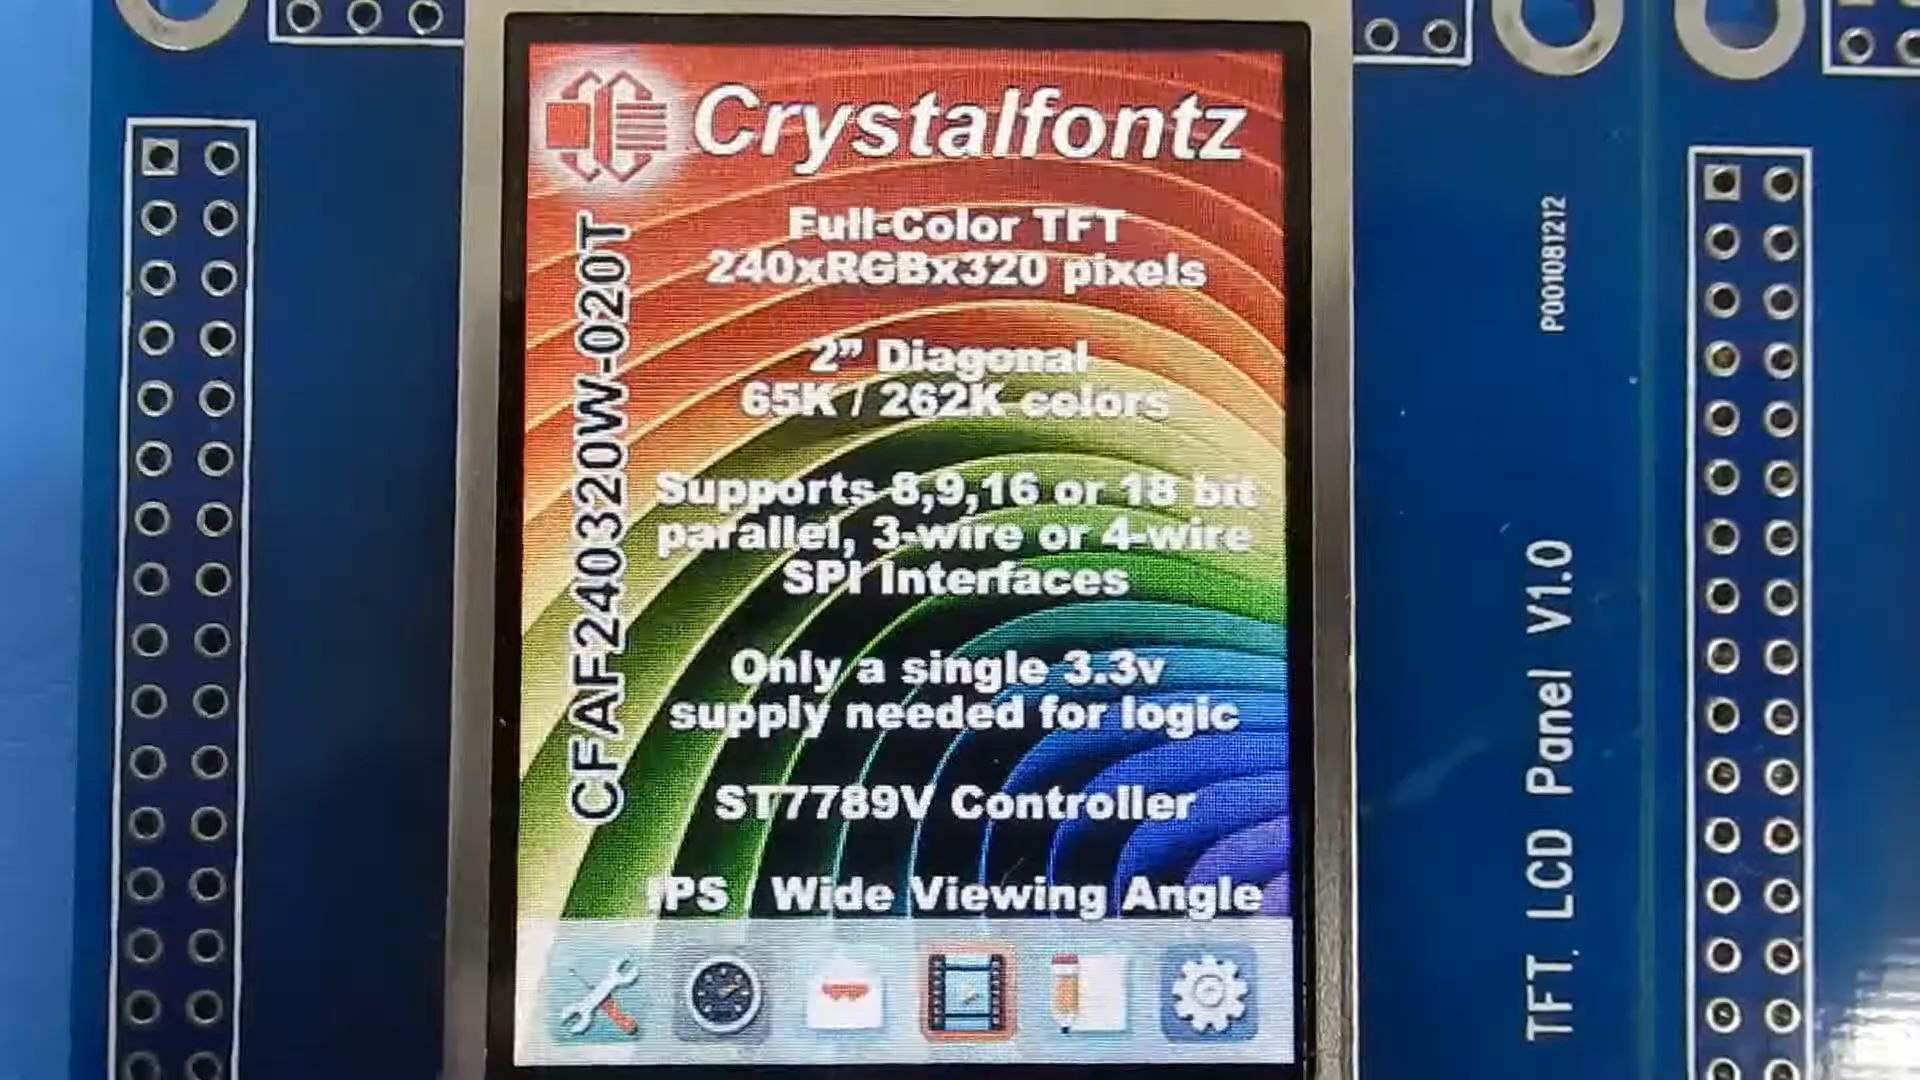 Crystalfontz
Full-Color TFT
240xRGBx320 pixels
2” Diagonal
65K / 262K colors
Supports 8,9,16 or 18 bit
parallel, 3-wire or 4-wire
SPI Interfaces
Only a single 3.3v
supply needed for logic
ST7789V Controller
IPS / Wide Viewing Angle
CFAF240320W-020T
P001081212
TFT. LCD Panel V1.0